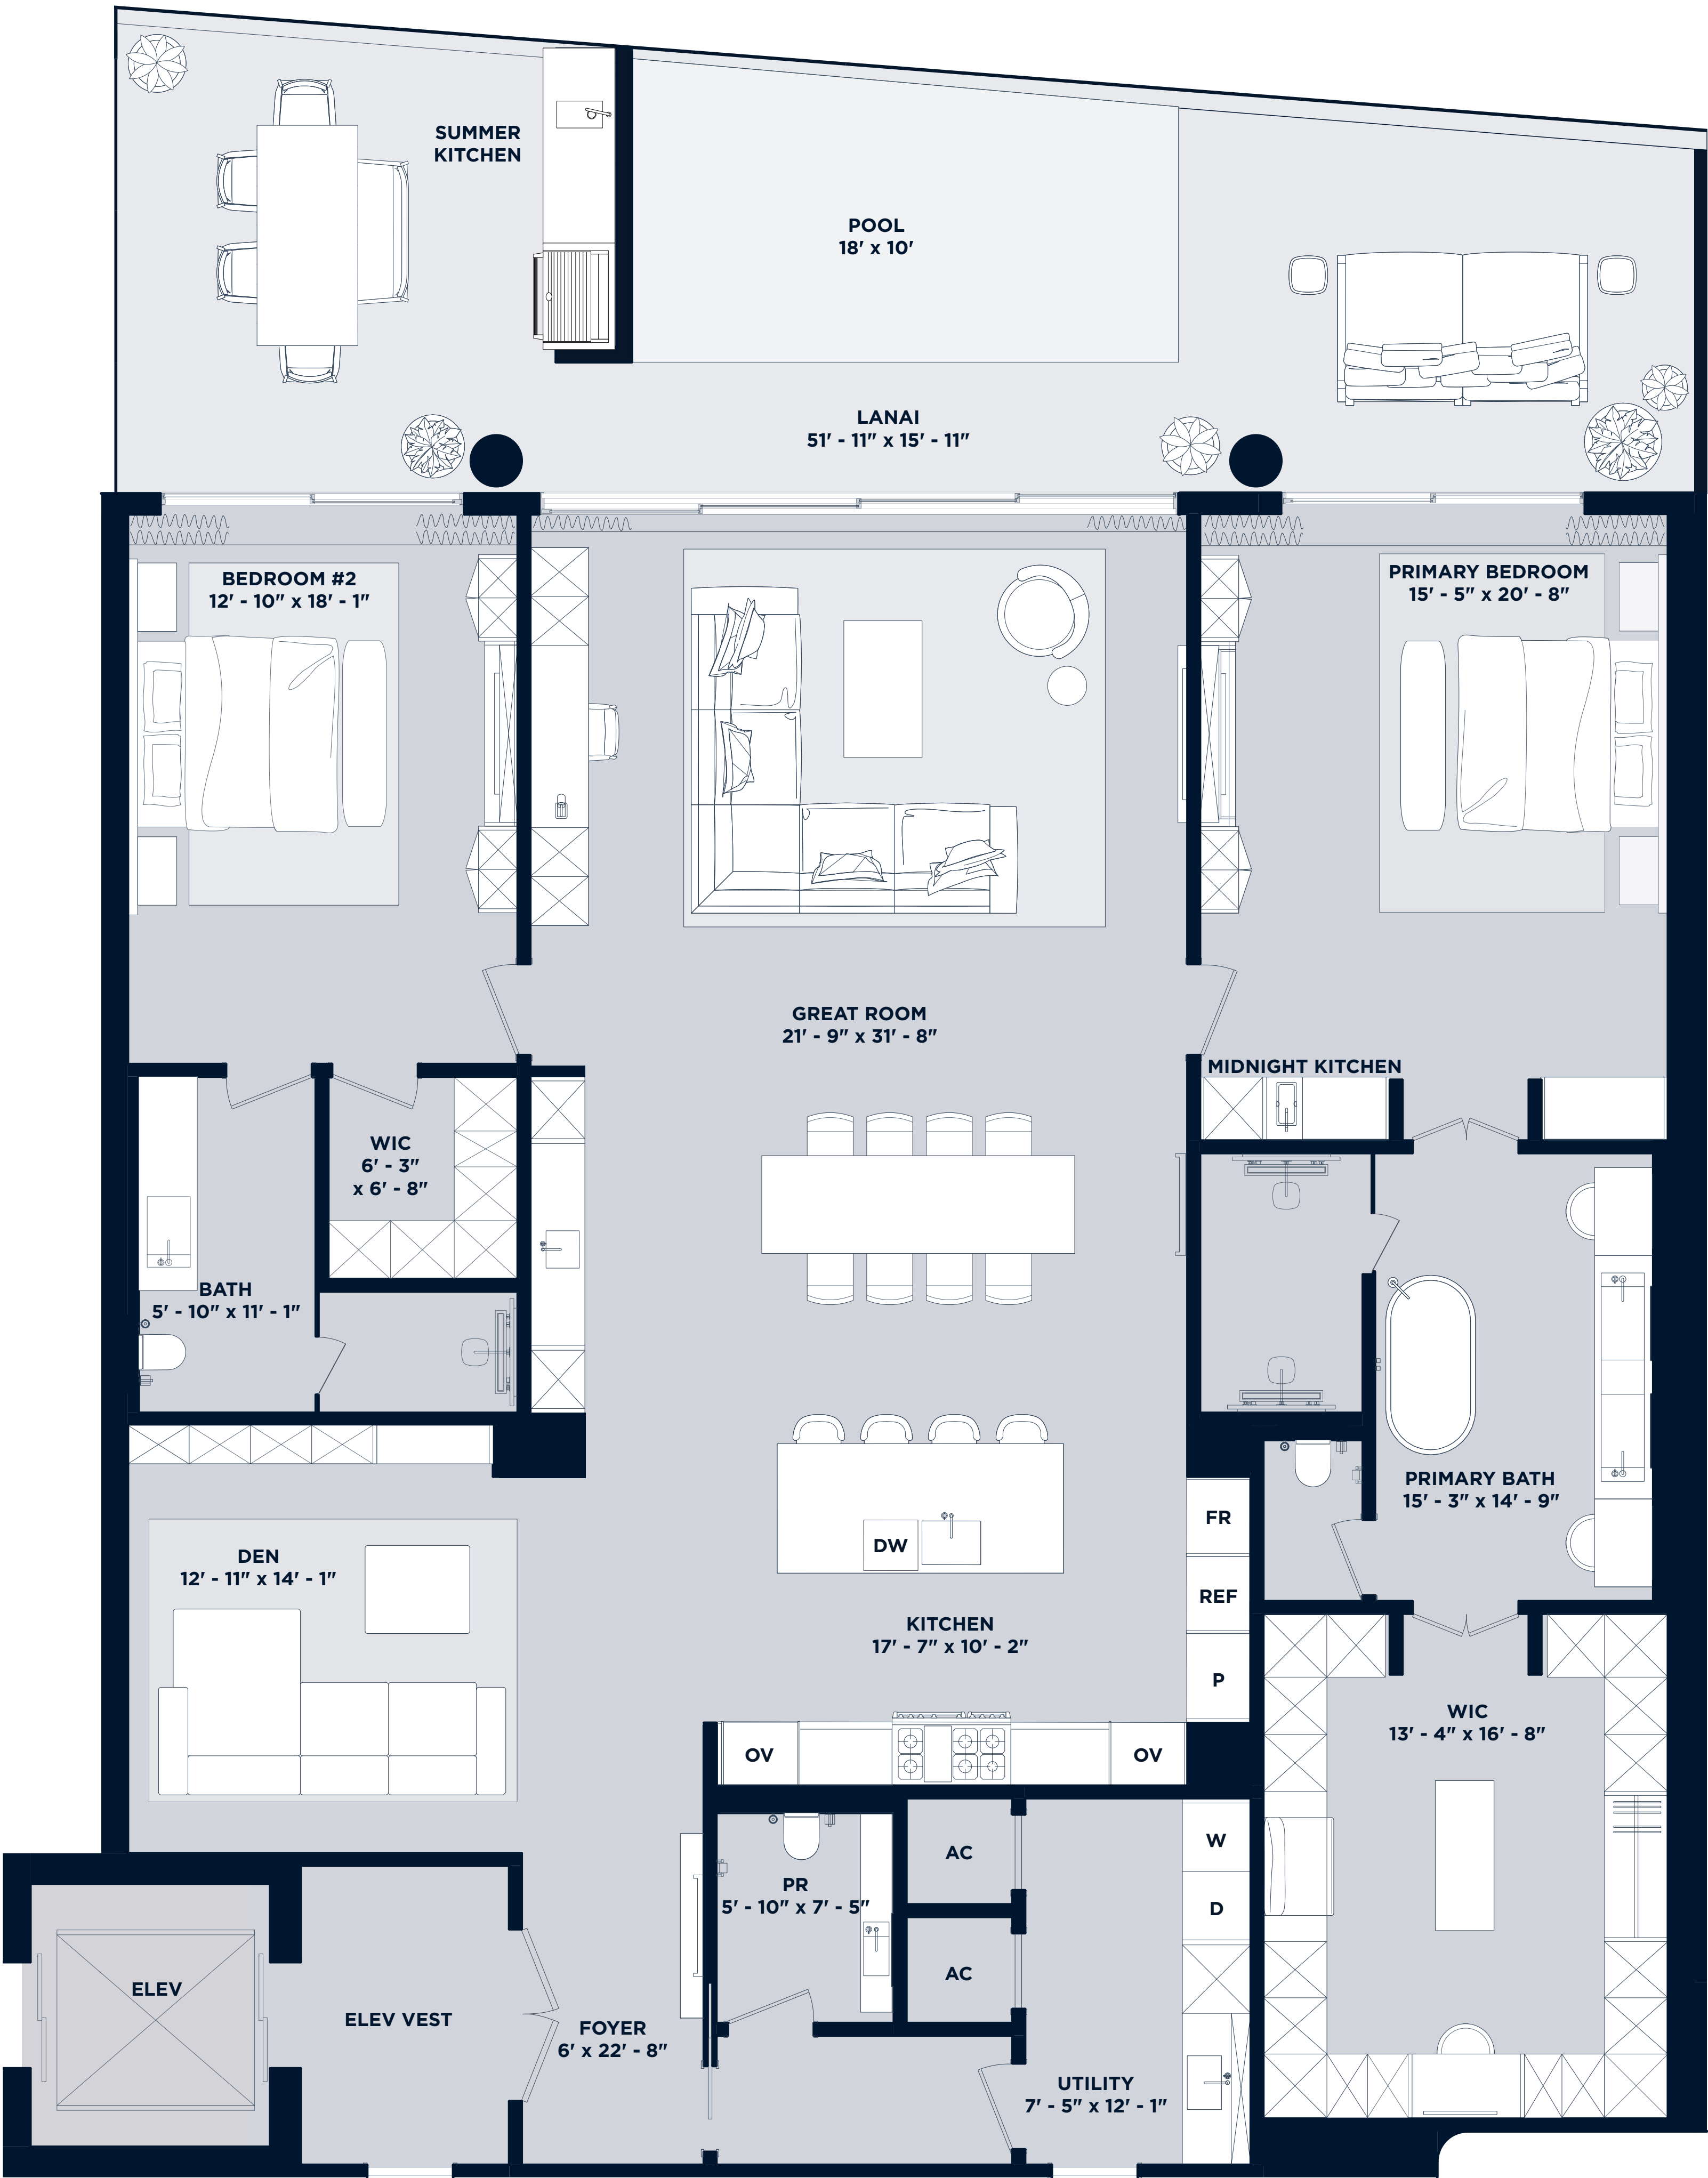 SUMMER
KITCHEN
POOL
18' x 10'
LANAI
51' - 11" x 15' - 11"
BEDROOM #2
12' - 10" x 18' - 1"
PRIMARY BEDROOM
15' - 5" x 20' - 8"
GREAT ROOM
21' - 9" x 31' - 8"
MIDNIGHT KITCHEN
WIC
6' - 3"
x 6' - 8"
BATH
5' - 10" x 11' - 1"
PRIMARY BATH
15' - 3" x 14' - 9"
FR
DW
REF
DEN
12' - 11" x 14' - 1"
KITCHEN
17' - 7" x 10' - 2"
P
WIC
13' - 4" x 16' - 8"
OV
OV
W
AC
PR
5' - 10" x 7' - 5"
D
AC
ELEV
ELEV VEST
FOYER
6' x 22' - 8"
UTILITY
7' - 5" x 12' - 1"